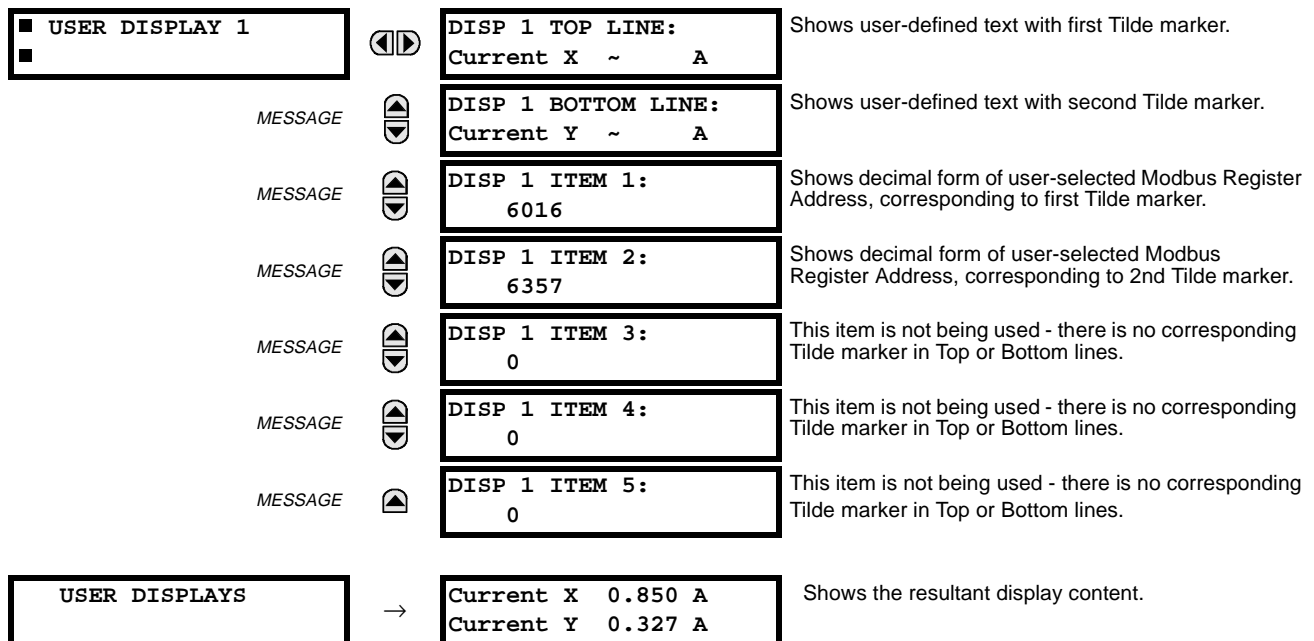 ■ USER DISPLAY 1
■
DISP 1 TOP LINE:
Current X ~ A
Shows user-defined text with first Tilde marker.
MESSAGE
DISP 1 BOTTOM LINE:
Current Y ~ A
Shows user-defined text with second Tilde marker.
MESSAGE
DISP 1 ITEM 1:
6016
Shows decimal form of user-selected Modbus Register
Address, corresponding to first Tilde marker.
MESSAGE
DISP 1 ITEM 2:
6357
Shows decimal form of user-selected Modbus
Register Address, corresponding to 2nd Tilde marker.
MESSAGE
DISP 1 ITEM 3:
0
This item is not being used - there is no corresponding
Tilde marker in Top or Bottom lines.
MESSAGE
DISP 1 ITEM 4:
0
This item is not being used - there is no corresponding
Tilde marker in Top or Bottom lines.
MESSAGE
DISP 1 ITEM 5:
0
This item is not being used - there is no corresponding
Tilde marker in Top or Bottom lines.
USER DISPLAYS
→
Current X 0.850 A
Current Y 0.327 A
Shows the resultant display content.